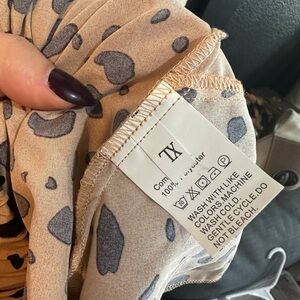 TX
100% Polyester
WASH WITH LIKE
COLORS, MACHINE
WASH COLD.
GENTLE CYCLE DO
NOT BLEACH.